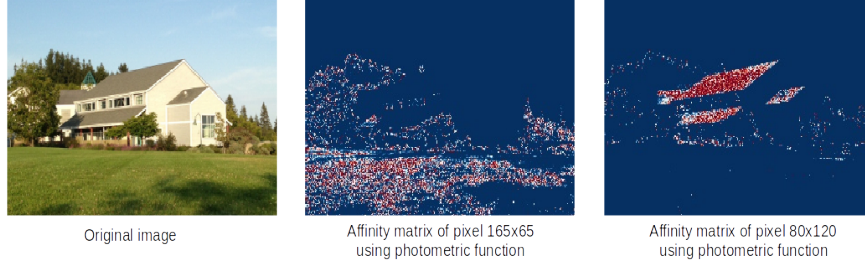 Original image
Affinity matrix of pixel 165x65
using photometric function
Affinity matrix of pixel 80x120
using photometric function